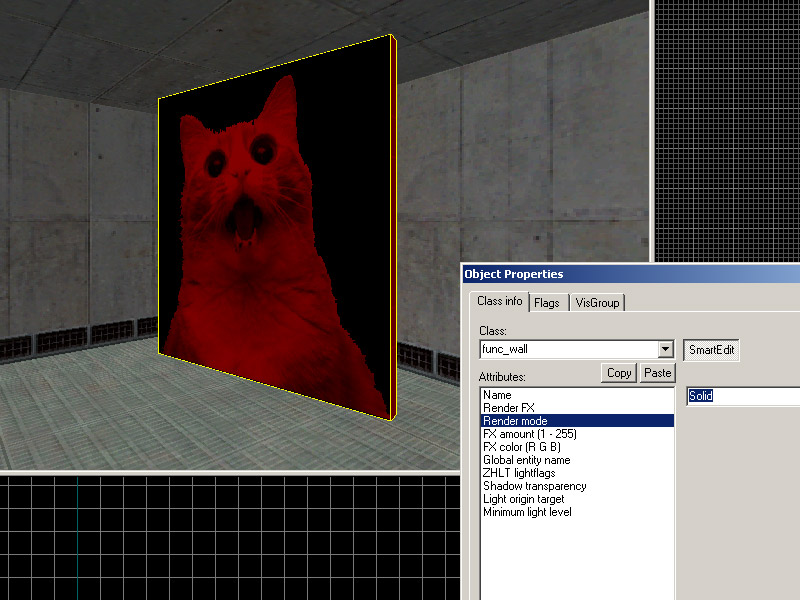 Object Properties
Class info Flags VisGroup
Class:
func_wall SmartEdit
Attributes: Copy Paste
Name
Solid
Render FX
Render mode
FX amount (1 - 255)
FX color (R G B)
Global entity name
ZHLT lightflags
Shadow transparency
Light origin target
Minimum light level